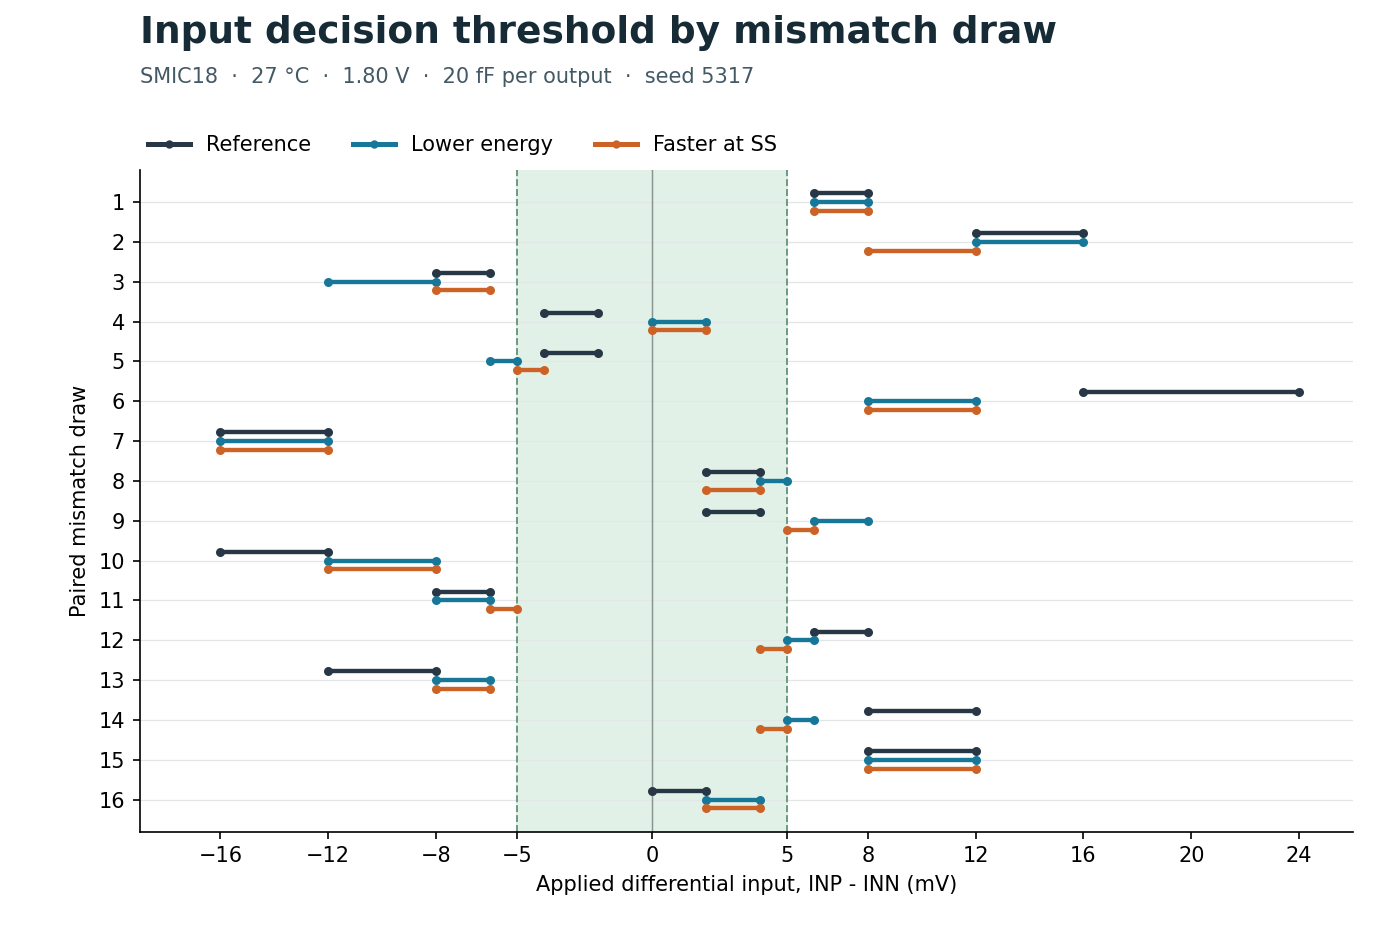 Input decision threshold by mismatch draw
SMIC18 · 27 °C · 1.80 V · 20 fF per output · seed 5317
Reference Lower energy Faster at SS
Paired mismatch draw
1
2
3
4
5
6
7
8
9
10
11
12
13
14
15
16
−16 −12 −8 −5 0 5 8 12 16 20 24
Applied differential input, INP - INN (mV)